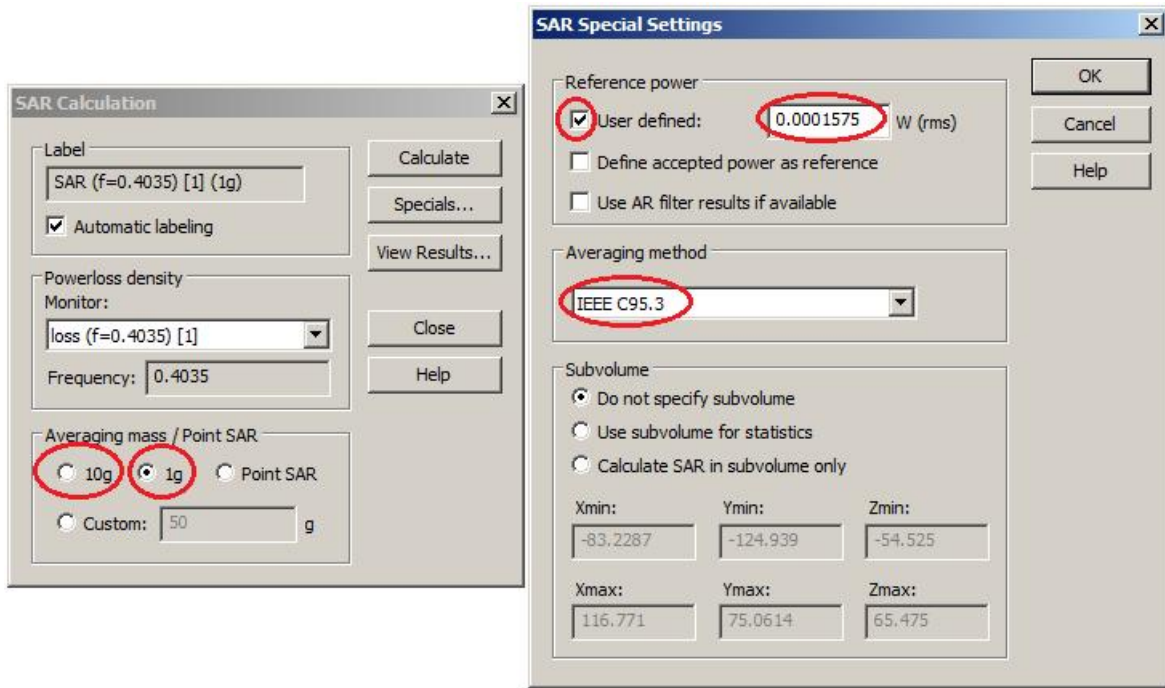 SAR Calculation
Label
SAR (f=0.4035) [1] (1g)
Automatic labeling
Powerloss density
Monitor:
loss (f=0.4035) [1]
Frequency: 0.4035
Averaging mass / Point SAR
10g 1g Point SAR
Custom: 50 g
Calculate
Specials...
View Results...
Close
Help
SAR Special Settings
Reference power
User defined: 0.0001575 W (rms)
Define accepted power as reference
Use AR filter results if available
Averaging method
IEEE C95.3
Subvolume
Do not specify subvolume
Use subvolume for statistics
Calculate SAR in subvolume only
Xmin: Ymin: Zmin:
-83.2287 -124.939 -54.525
Xmax: Ymax: Zmax:
116.771 75.0614 65.475
OK
Cancel
Help